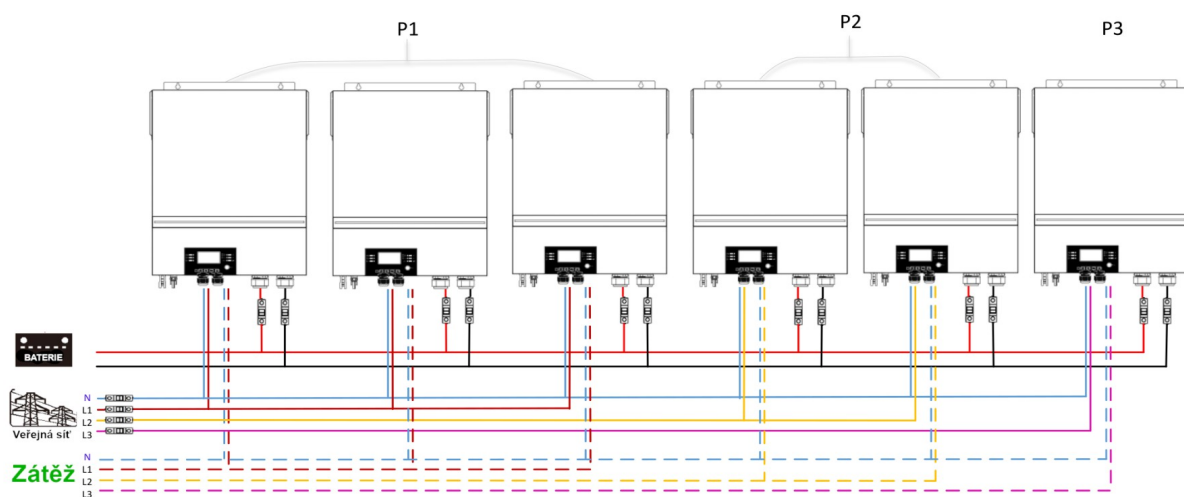 P1
P2
P3
BATERIE
N
L1
L2
L3
Veřejná síť
N
L1
L2
L3
Zátěž